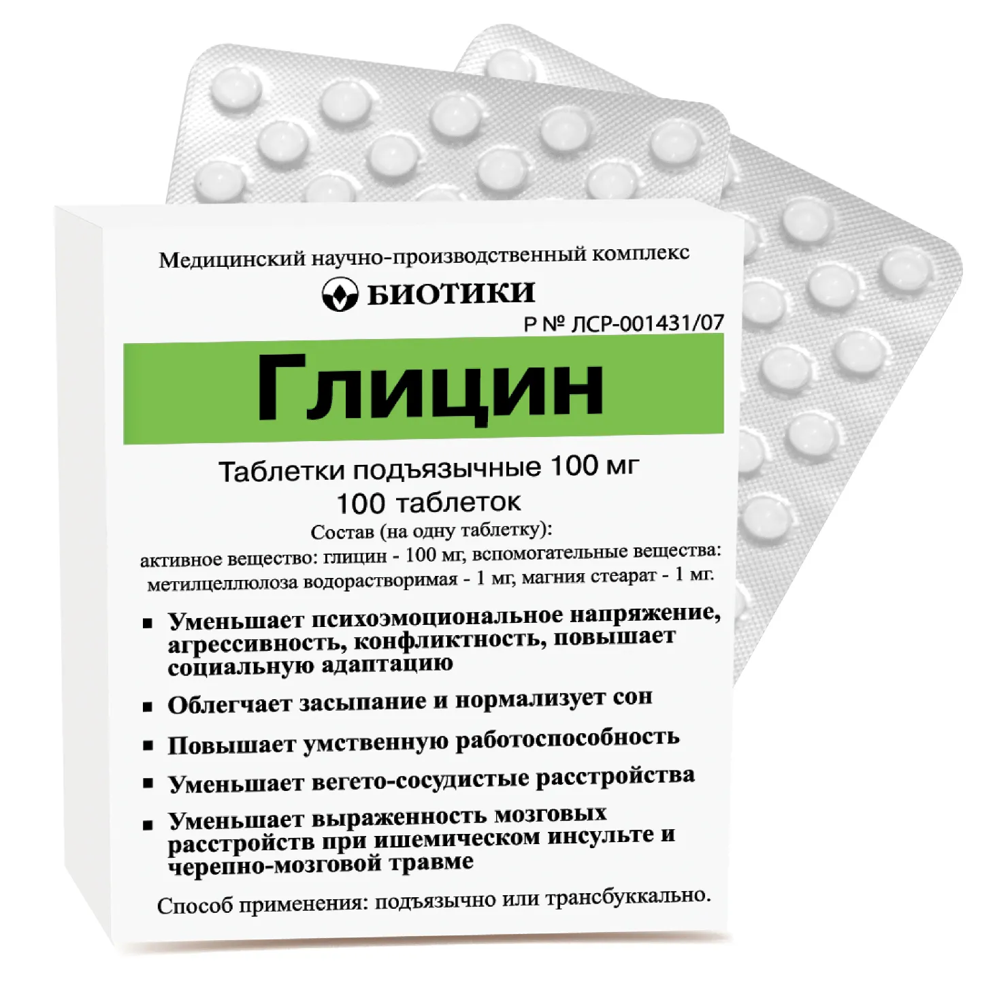 Медицинский научно-производственный комплекс
БИОТИКИ
Р № ЛСР-001431/07
Глицин
Таблетки подъязычные 100 мг
100 таблеток
Состав (на одну таблетку):
активное вещество: глицин - 100 мг, вспомогательные вещества:
метилцеллюлоза водорастворимая - 1 мг, магния стеарат - 1 мг.
▪ Уменьшает психоэмоциональное напряжение,
агрессивность, конфликтность, повышает
социальную адаптацию
▪ Облегчает засыпание и нормализует сон
▪ Повышает умственную работоспособность
▪ Уменьшает вегето-сосудистые расстройства
▪ Уменьшает выраженность мозговых
расстройств при ишемическом инсульте и
черепно-мозговой травме
Способ применения: подъязычно или трансбуккально.